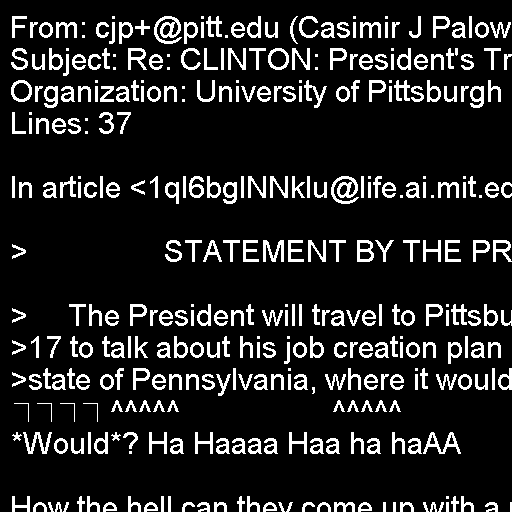 From: cjp+@pitt.edu (Casimir J Palow
Subject: Re: CLINTON: President's Tr
Organization: University of Pittsburgh
Lines: 37
In article <1ql6bgINNklu@life.ai.mit.ed
> STATEMENT BY THE PR
> The President will travel to Pittsbu
>17 to talk about his job creation plan
>state of Pennsylvania, where it would
^^^^^ ^^^^^
*Would*? Ha Haaaa Haa ha haAA
How the hell can they come up with a